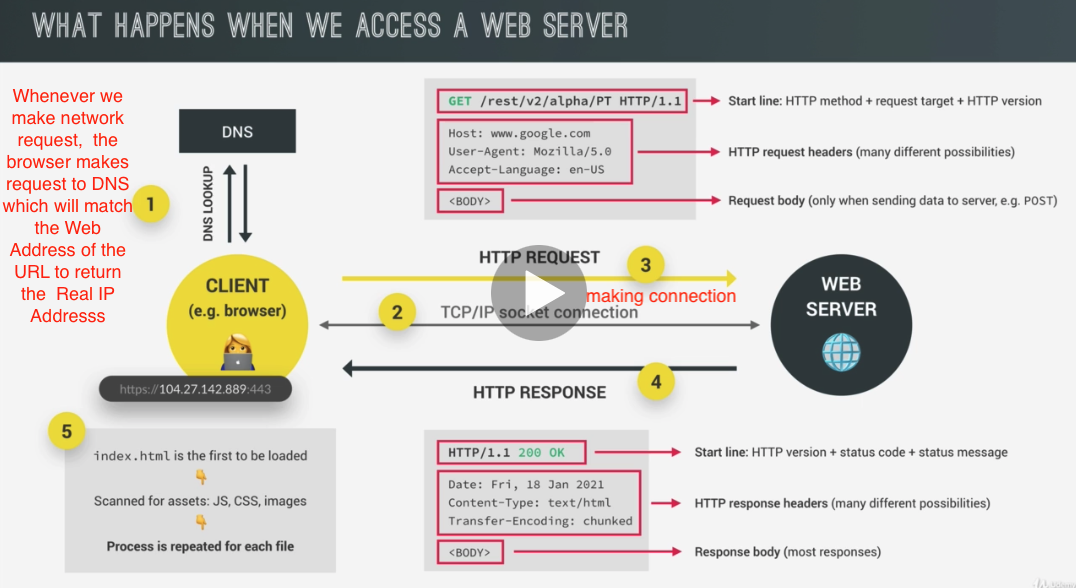 WHAT HAPPENS WHEN WE ACCESS A WEB SERVER
Whenever we
make network
request, the
browser makes
request to DNS
which will match
the Web
Address of the
URL to return
the Real IP
Addresss
DNS
DNS LOOKUP
1
CLIENT
(e.g. browser)
https://104.27.142.889:443
GET /rest/v2/alpha/PT HTTP/1.1
Start line: HTTP method + request target + HTTP version
Host: www.google.com
User-Agent: Mozilla/5.0
Accept-Language: en-US
HTTP request headers (many different possibilities)
<BODY>
Request body (only when sending data to server, e.g. POST)
HTTP REQUEST
3
making connection
2
TCP/IP socket connection
4
HTTP RESPONSE
WEB
SERVER
5
index.html is the first to be loaded
Scanned for assets: JS, CSS, images
Process is repeated for each file
HTTP/1.1 200 OK
Start line: HTTP version + status code + status message
Date: Fri, 18 Jan 2021
Content-Type: text/html
Transfer-Encoding: chunked
HTTP response headers (many different possibilities)
<BODY>
Response body (most responses)